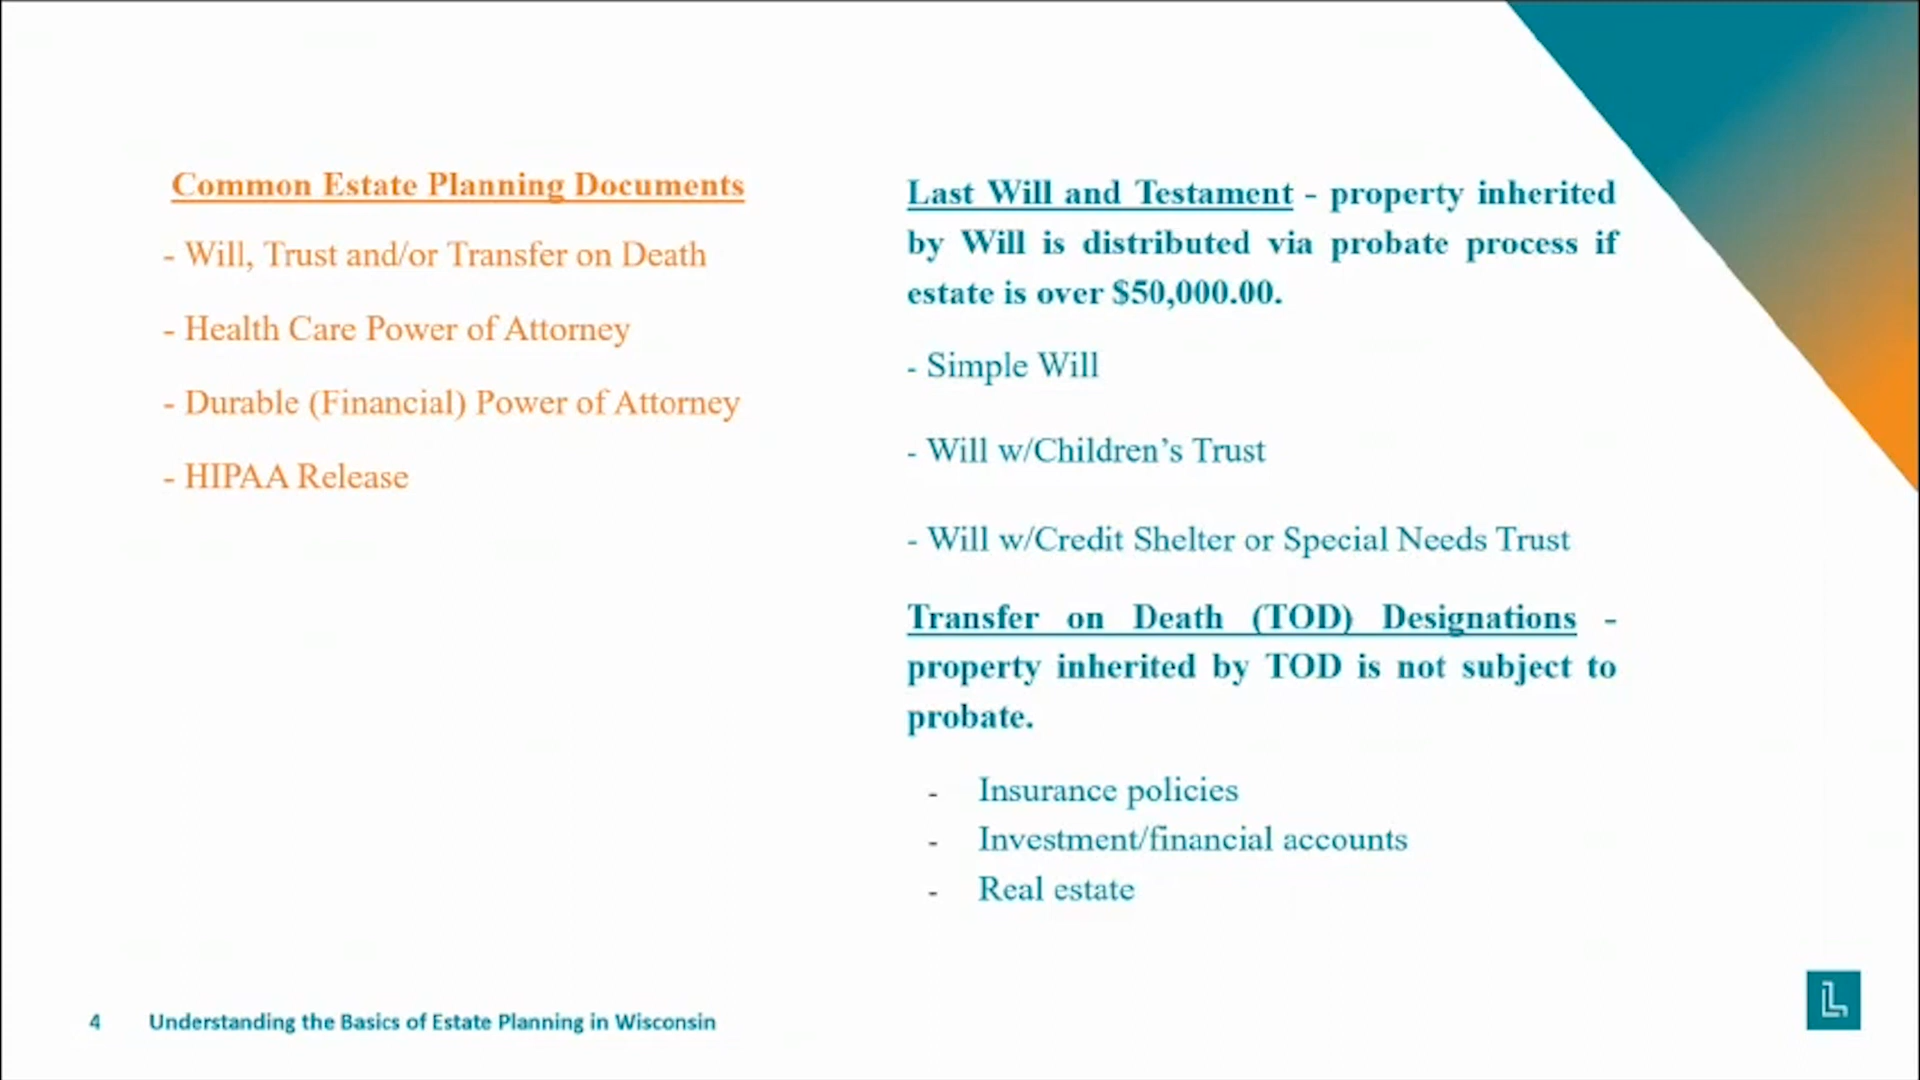 Common Estate Planning Documents
- Will, Trust and/or Transfer on Death
- Health Care Power of Attorney
- Durable (Financial) Power of Attorney
- HIPAA Release
Last Will and Testament - property inherited
by Will is distributed via probate process if
estate is over $50,000.00.
- Simple Will
- Will w/Children’s Trust
- Will w/Credit Shelter or Special Needs Trust
Transfer on Death (TOD) Designations -
property inherited by TOD is not subject to
probate.
- Insurance policies
- Investment/financial accounts
- Real estate
4 Understanding the Basics of Estate Planning in Wisconsin